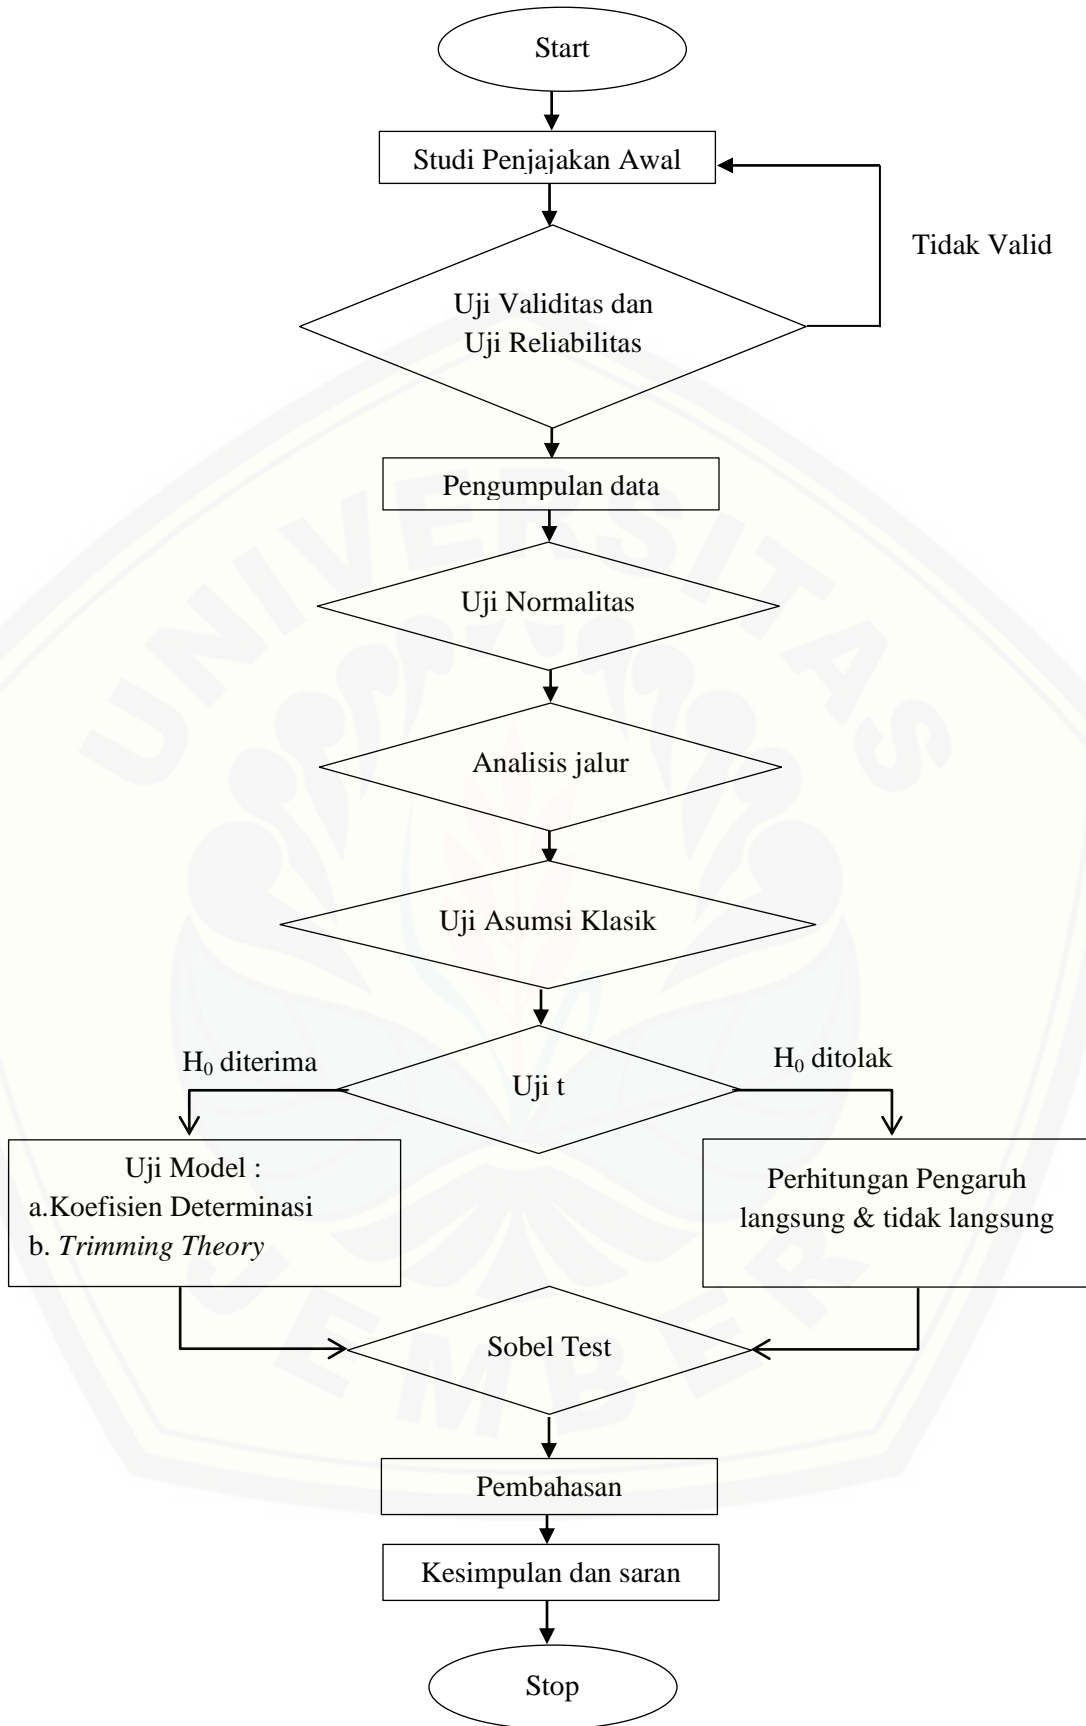 Start
Studi Penjajakan Awal
Tidak Valid
Uji Validitas dan
Uji Reliabilitas
Pengumpulan data
Uji Normalitas
Analisis jalur
Uji Asumsi Klasik
H₀ diterima
H₀ ditolak
Uji t
Uji Model :
a.Koefisien Determinasi
b. Trimming Theory
Perhitungan Pengaruh
langsung & tidak langsung
Sobel Test
Pembahasan
Kesimpulan dan saran
Stop
UNIVERSITAS
JEMBER